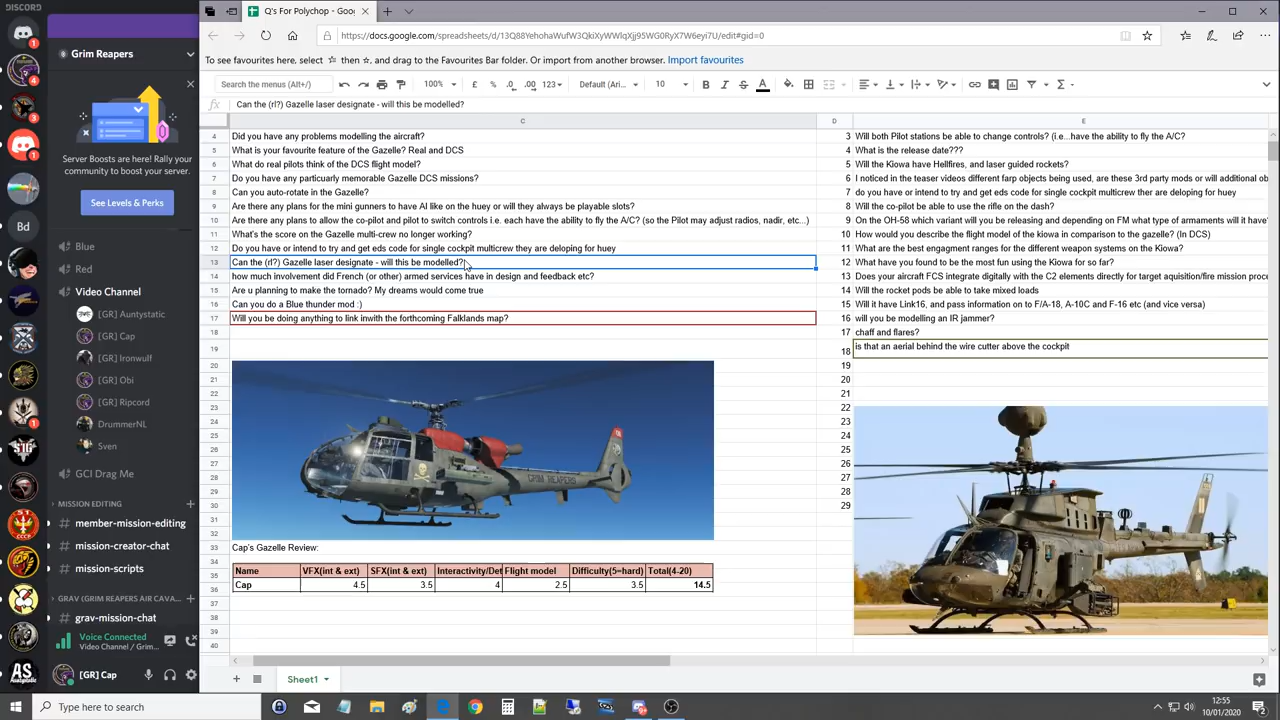 DISCORD
Grim Reapers
Server Boosts are here! Rally your
community to boost your server.
See Levels & Perks
Blue
Red
Video Channel
[GR] Auntystatic
[GR] Cap
[GR] Ironwulf
[GR] Obi
[GR] Ripcord
DrummerNL
Sven
GCI Drag Me
MISSION EDITING
# member-mission-editing
# mission-creator-chat
# mission-scripts
GRAV (GRIM REAPERS AIR CAVA...
# grav-mission-chat
Voice Connected
Video Channel / Grim...
[GR] Cap
1
4
3
1
Bd
1
AS
Q's For Polychop - Goo
https://docs.google.com/spreadsheets/d/13Q88YehohaWufW3QkiXyWWlqXjj95WG0RyX7W6eyi7U/edit#gid=0
To see favourites here, select ☆ then ☆, and drag to the Favourites Bar folder. Or import from another browser. Import favourites
Search the menus (Alt+/)
100%
£ % .0 .00 123
Default (Ari...
10
B I S A
fx Can the (rl?) Gazelle laser designate - will this be modelled?
C D E
4 Did you have any problems modelling the aircraft? 3 Will both Pilot stations be able to change controls? (i.e...have the ability to fly the A/C?
5 What is your favourite feature of the Gazelle? Real and DCS 4 What is the release date???
6 What do real pilots think of the DCS flight model? 5 Will the Kiowa have Hellfires, and laser guided rockets?
7 Do you have any particuarly memorable Gazelle DCS missions? 6 I noticed in the teaser videos different farp objects being used, are these 3rd party mods or will additional ob
8 Can you auto-rotate in the Gazelle? 7 do you have or intend to try and get eds code for single cockpit multicrew ther are deloping for huey
9 Are there any plans for the mini gunners to have AI like on the huey or will they always be playable slots? 8 Will the co-pilot be able to use the rifle on the dash?
10 Are there any plans to allow the co-pilot and pilot to switch controls i.e. each have the ability to fly the A/C? (so the Pilot may adjust radios, nadir, etc...) 9 On the OH-58 which variant will you be releasing and depending on FM what type of armaments will it have
11 What's the score on the Gazelle multi-crew no longer working? 10 How would you describe the flight model of the kiowa in comparison to the gazelle? (In DCS)
12 Do you have or intend to try and get eds code for single cockpit multicrew they are deloping for huey 11 What are the best engagment ranges for the different weapon systems on the Kiowa?
13 Can the (rl?) Gazelle laser designate - will this be modelled? 12 What have you found to be the most fun using the Kiowa for so far?
14 how much involvement did French (or other) armed services have in design and feedback etc? 13 Does your aircraft FCS integrate digitally with the C2 elements directly for target aquisition/fire mission proce
15 Are u planning to make the tornado? My dreams would come true 14 Will the rocket pods be able to take mixed loads
16 Can you do a Blue thunder mod :) 15 Will it have Link16, and pass information on to F/A-18, A-10C and F-16 etc (and vice versa)
17 Will you be doing anything to link inwith the forthcoming Falklands map? 16 will you be modelling an IR jammer?
18 17 chaff and flares?
19 18 is that an aerial behind the wire cutter above the cockpit
20 19
21 20
22 21
23 22
24 23
25 24
26 25
27 26
28 27
29 28
30 29
31
32
33 Cap's Gazelle Review:
34
35 Name VFX(int & ext) SFX(int & ext) Interactivity/Det Flight model Difficulty(5=hard) Total(4-20)
36 Cap 4.5 3.5 4 2.5 3.5 14.5
37
38
39
40
GRIM REAPERS
Sheet1
Type here to search
12:55
10/01/2020
2